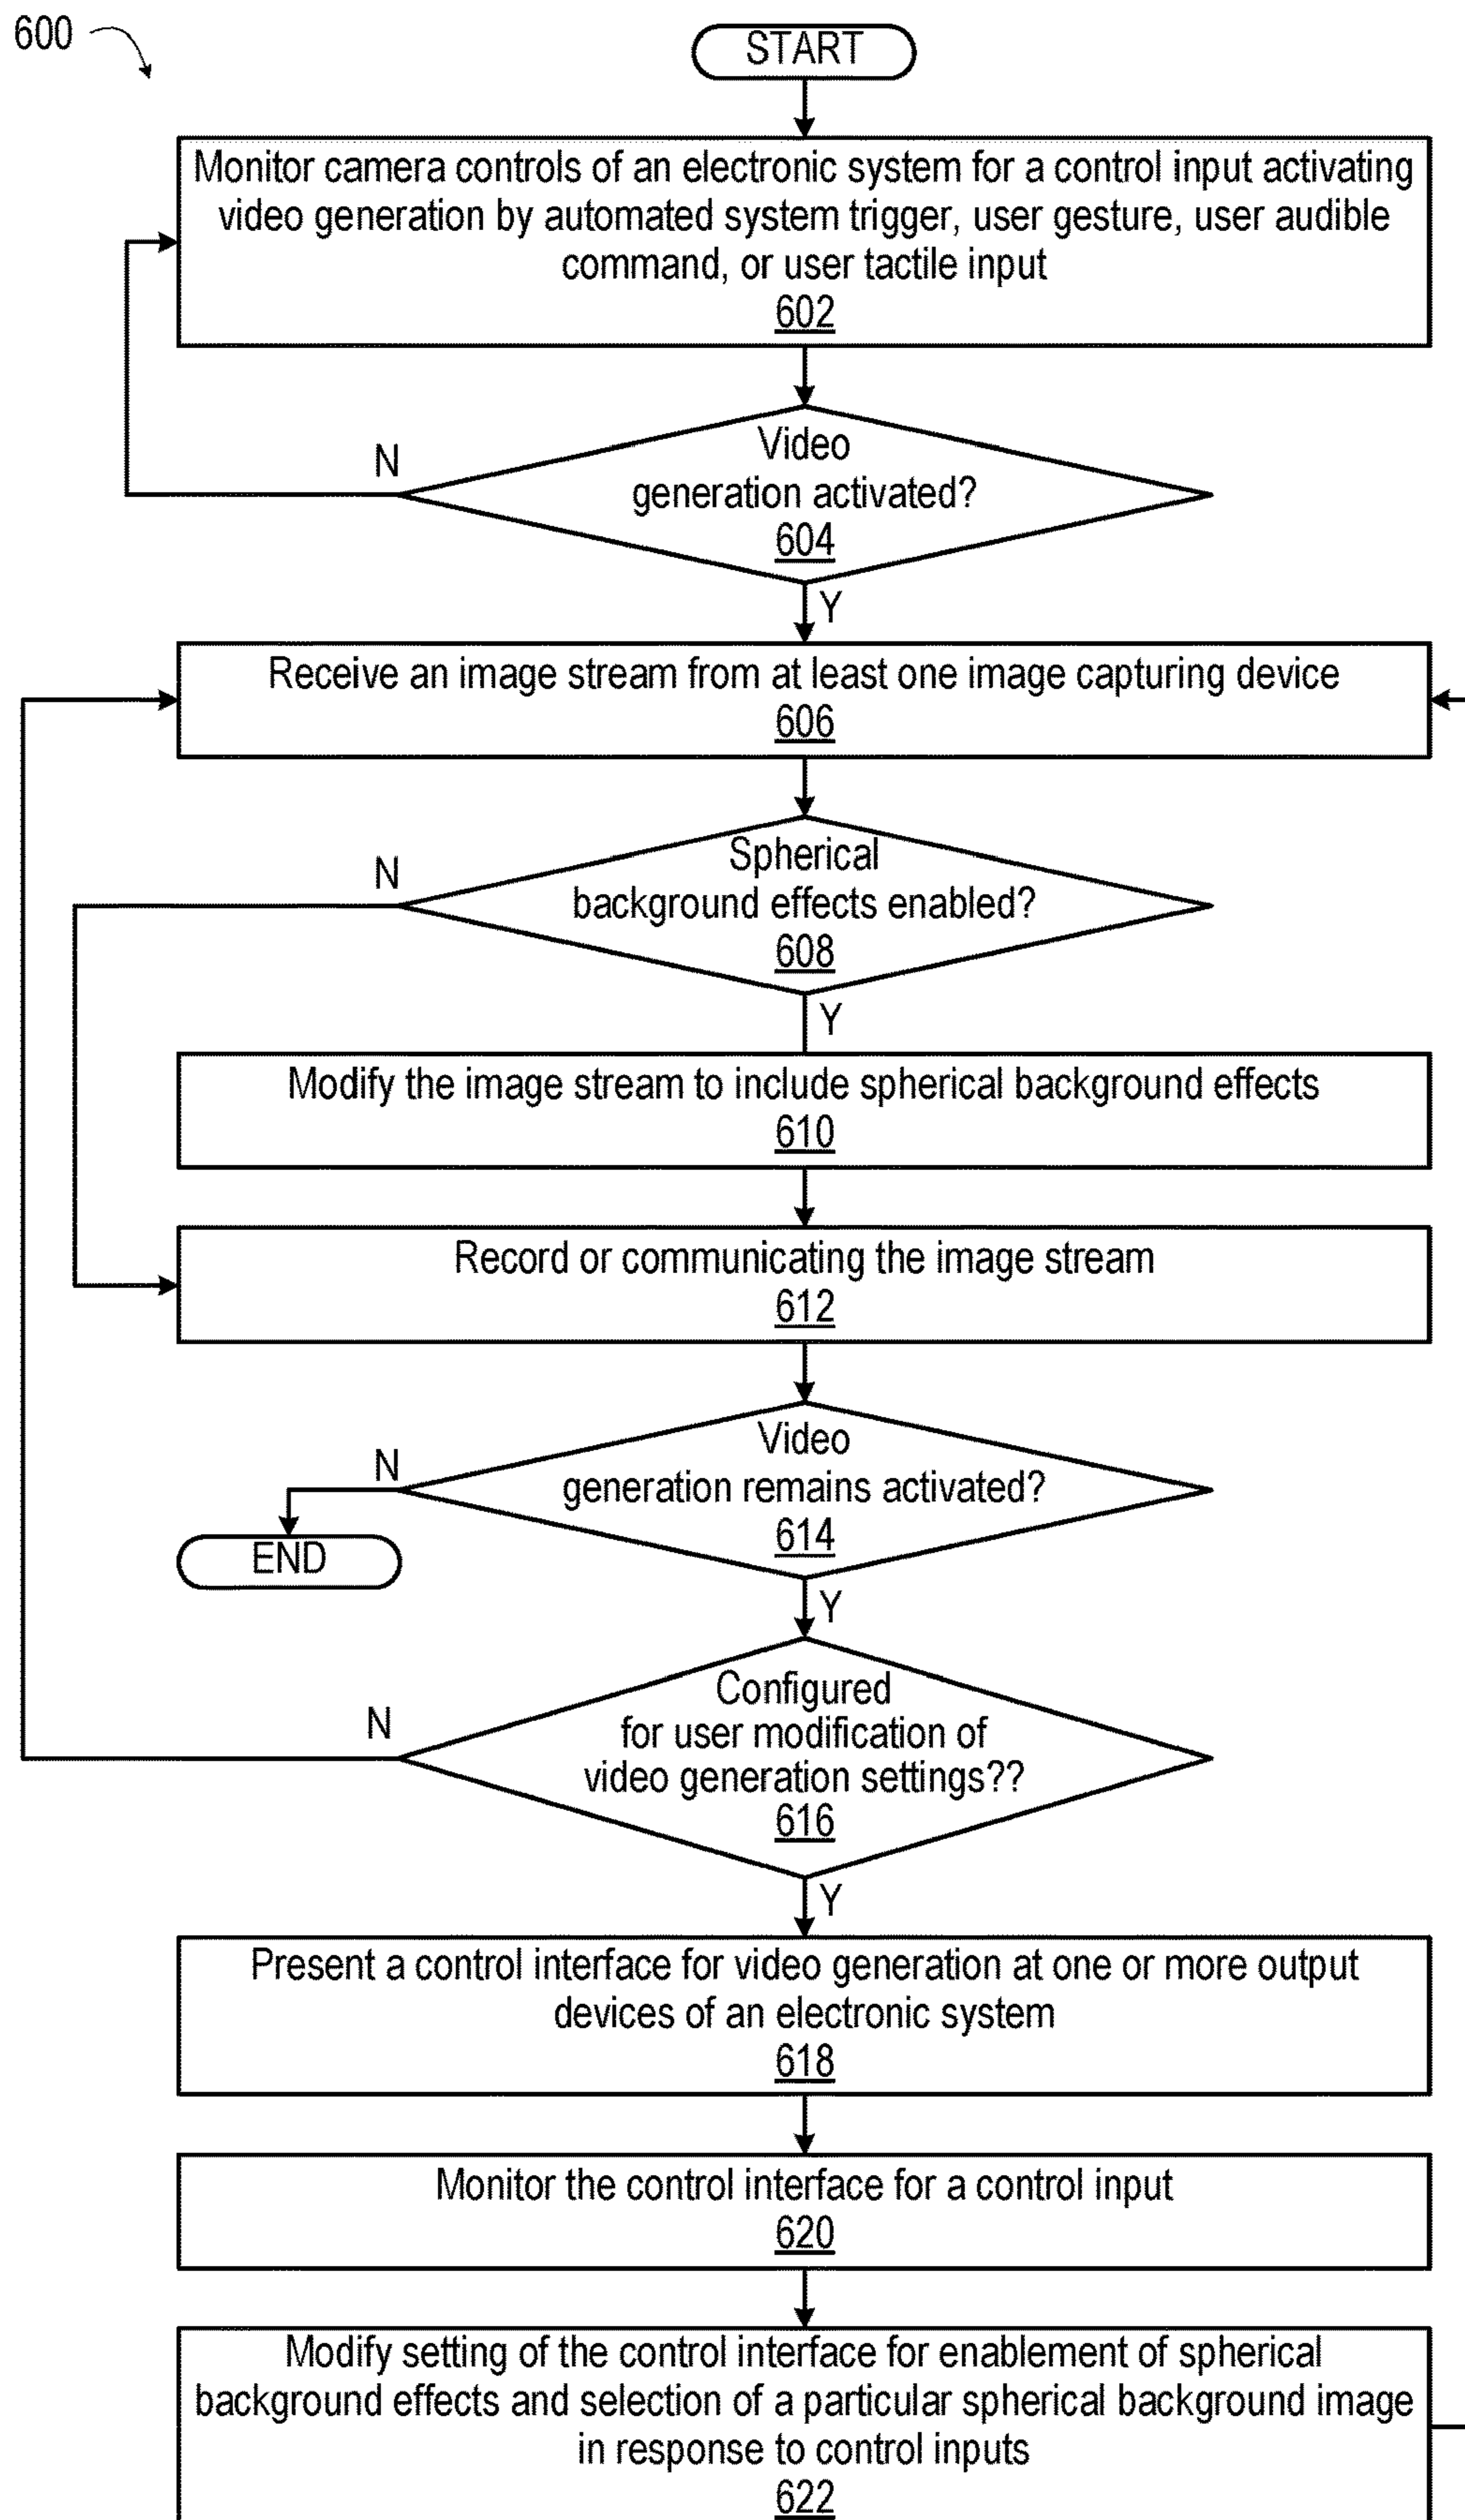 600
START
Monitor camera controls of an electronic system for a control input activating
video generation by automated system trigger, user gesture, user audible
command, or user tactile input
602
Video
generation activated?
604
N
Y
Receive an image stream from at least one image capturing device
606
Spherical
background effects enabled?
608
N
Y
Modify the image stream to include spherical background effects
610
Record or communicating the image stream
612
Video
generation remains activated?
614
N
END
Y
Configured
for user modification of
video generation settings??
616
N
Y
Present a control interface for video generation at one or more output
devices of an electronic system
618
Monitor the control interface for a control input
620
Modify setting of the control interface for enablement of spherical
background effects and selection of a particular spherical background image
in response to control inputs
622